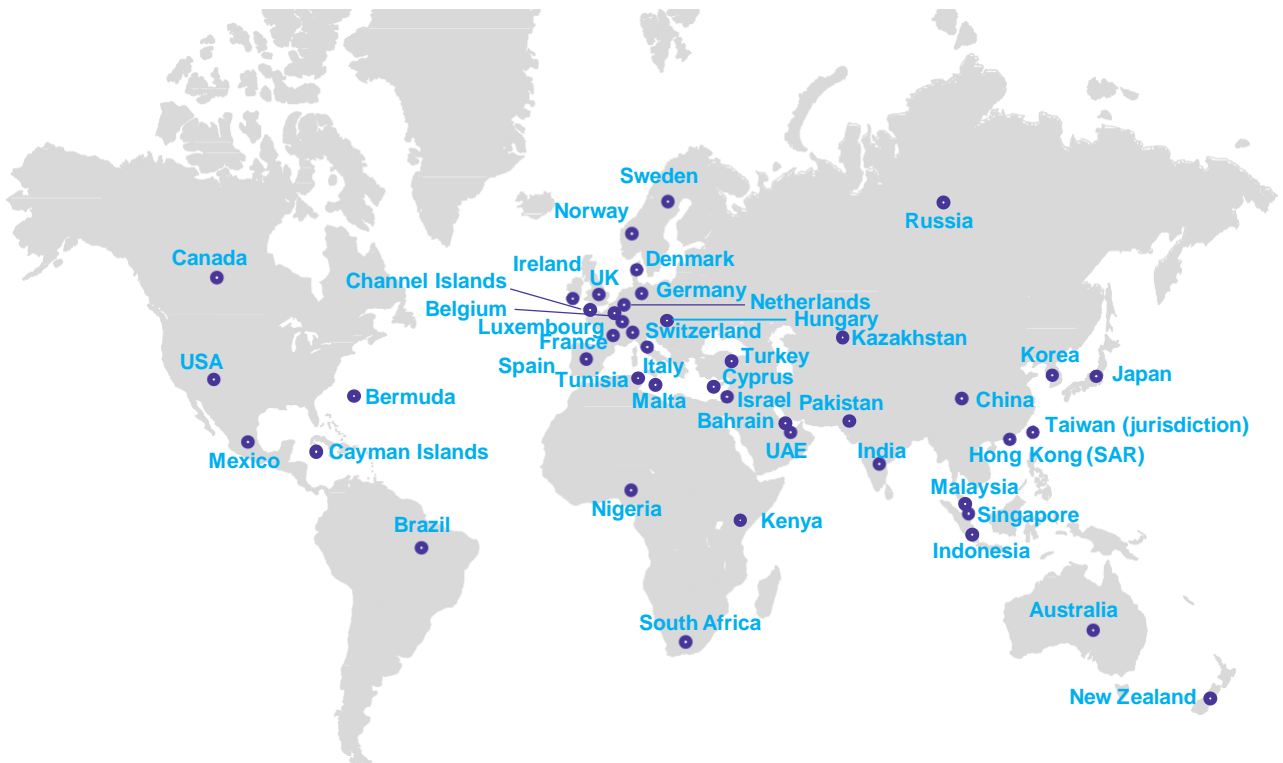 Sweden
Norway
Russia
Canada
Ireland
Denmark
Channel Islands
UK
Germany
Netherlands
Belgium
Hungary
Luxembourg
Switzerland
France
Kazakhstan
USA
Spain
Italy
Turkey
Korea
Japan
Tunisia
Cyprus
Bermuda
Malta
Israel
Pakistan
China
Bahrain
Taiwan (jurisdiction)
UAE
India
Hong Kong (SAR)
Mexico
Cayman Islands
Malaysia
Nigeria
Singapore
Brazil
Kenya
Indonesia
South Africa
Australia
New Zealand